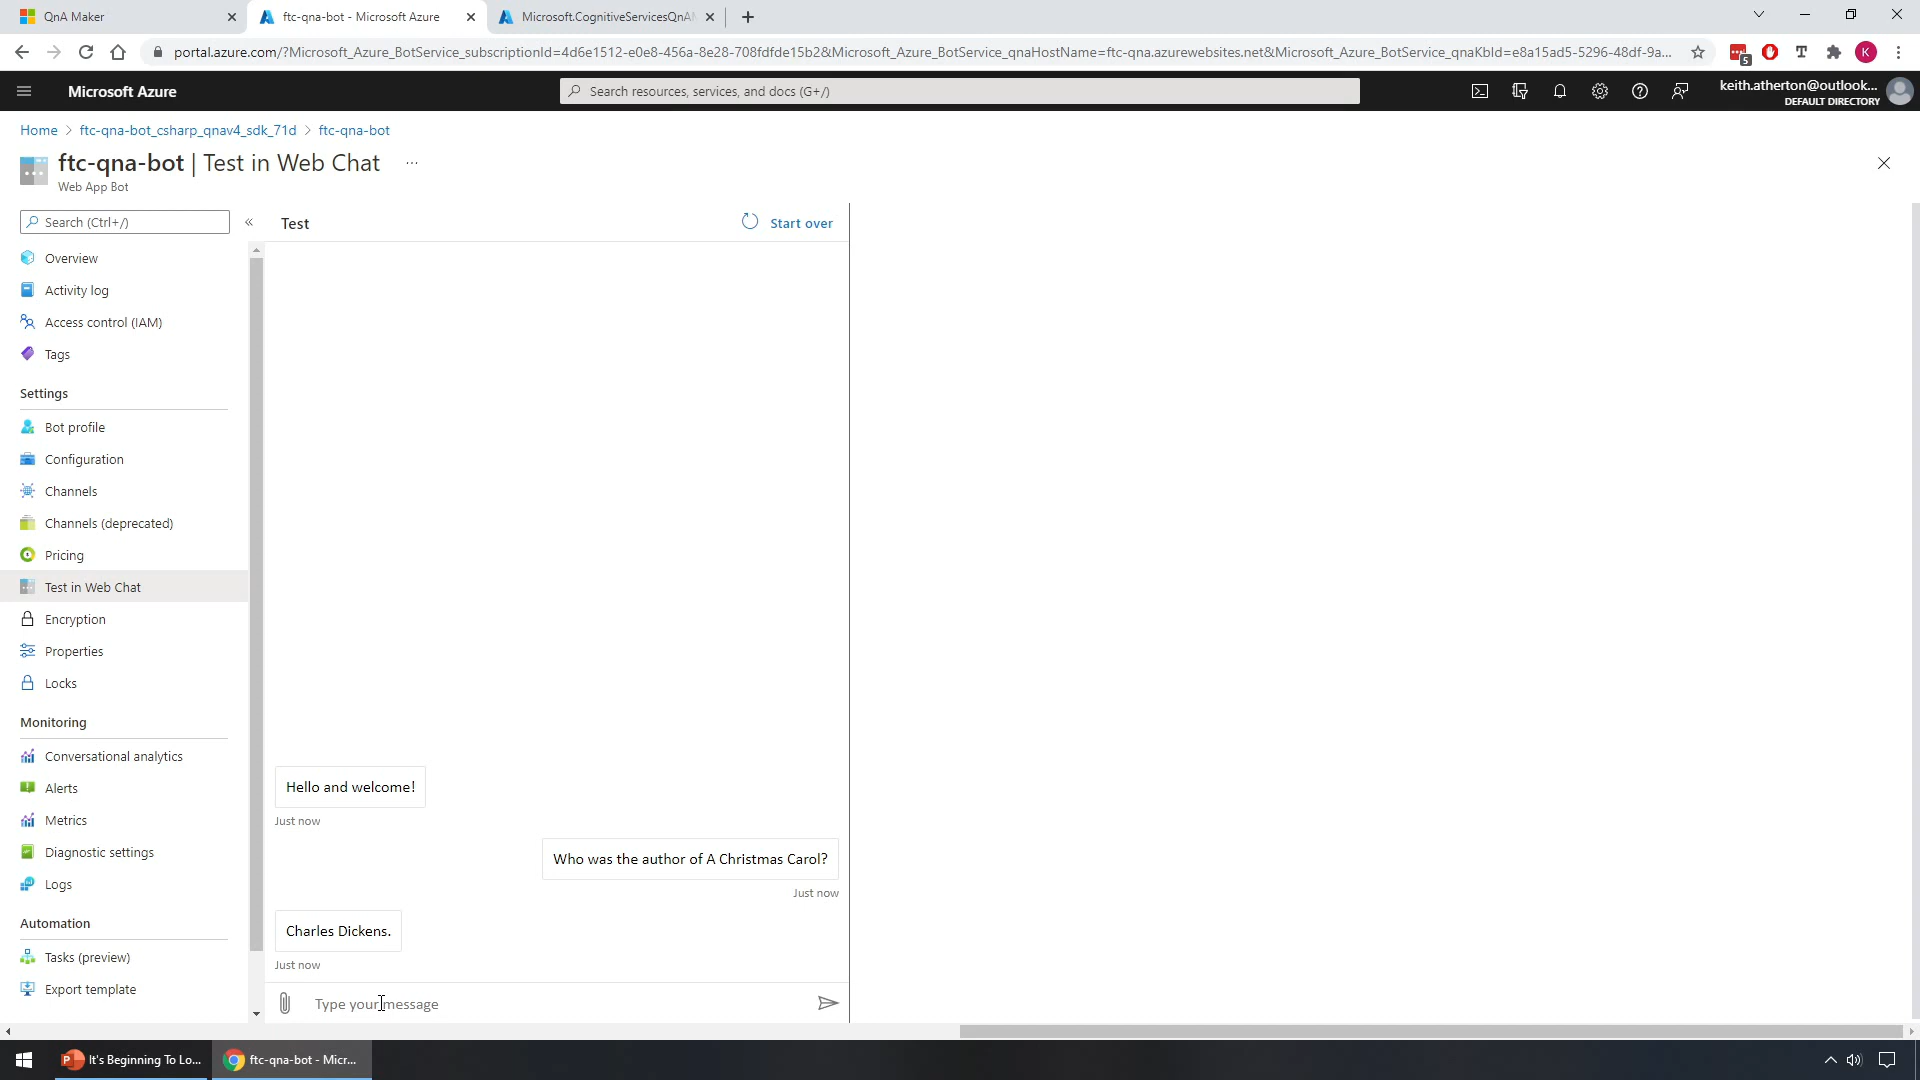 QnA Maker
ftc-qna-bot - Microsoft Azure
Microsoft.CognitiveServicesQnAM
portal.azure.com/?Microsoft_Azure_BotService_subscriptionId=4d6e1512-e0e8-456a-8e28-708fdfde15b2&Microsoft_Azure_BotService_qnaHostName=ftc-qna.azurewebsites.net&Microsoft_Azure_BotService_qnaKbId=e8a15ad5-5296-48df-9a...
5
T
K
Microsoft Azure
Search resources, services, and docs (G+/)
keith.atherton@outlook...
DEFAULT DIRECTORY
Home > ftc-qna-bot_csharp_qnav4_sdk_71d > ftc-qna-bot
ftc-qna-bot | Test in Web Chat ...
Web App Bot
Search (Ctrl+/)
«
Test
Start over
Overview
Activity log
Access control (IAM)
Tags
Settings
Bot profile
Configuration
Channels
Channels (deprecated)
Pricing
Test in Web Chat
Encryption
Properties
Locks
Monitoring
Conversational analytics
Alerts
Metrics
Diagnostic settings
Logs
Automation
Tasks (preview)
Export template
Hello and welcome!
Just now
Who was the author of A Christmas Carol?
Just now
Charles Dickens.
Just now
Type your message
It's Beginning To Lo...
ftc-qna-bot - Micr...